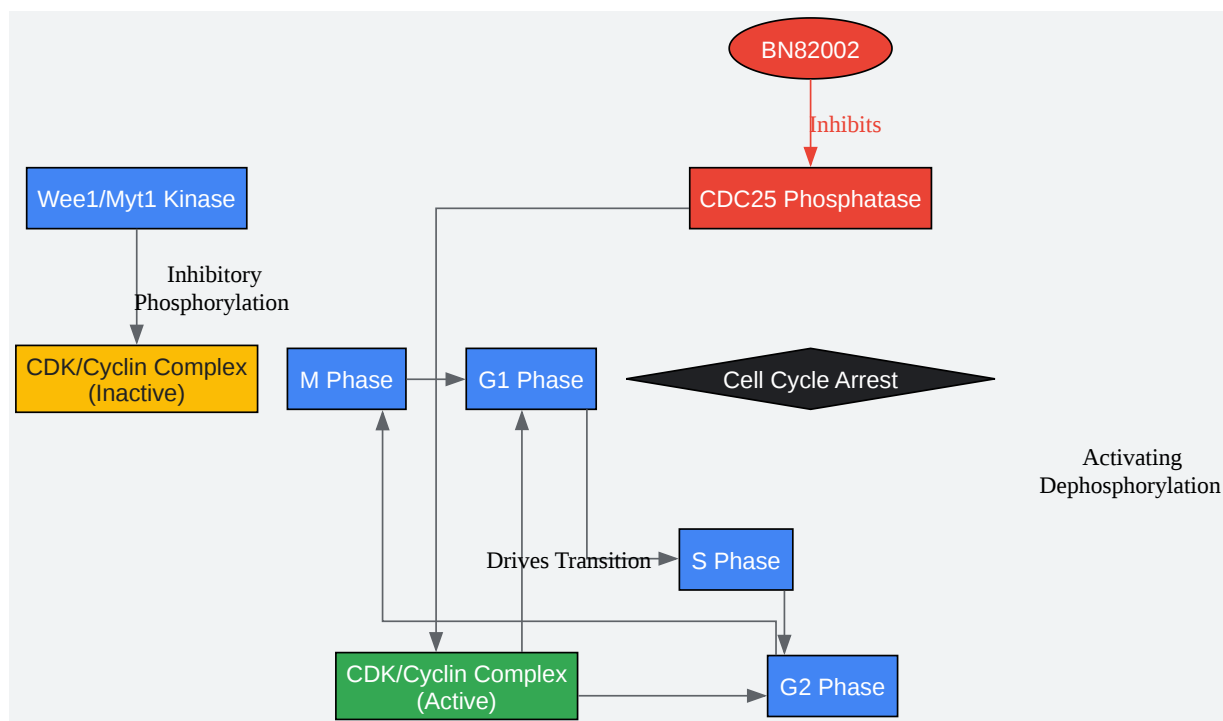 BN82002
Inhibits
Wee1/Myt1 Kinase
CDC25 Phosphatase
Inhibitory
Phosphorylation
CDK/Cyclin Complex
(Inactive)
M Phase
G1 Phase
Cell Cycle Arrest
Activating
Dephosphorylation
Drives Transition
S Phase
CDK/Cyclin Complex
(Active)
G2 Phase